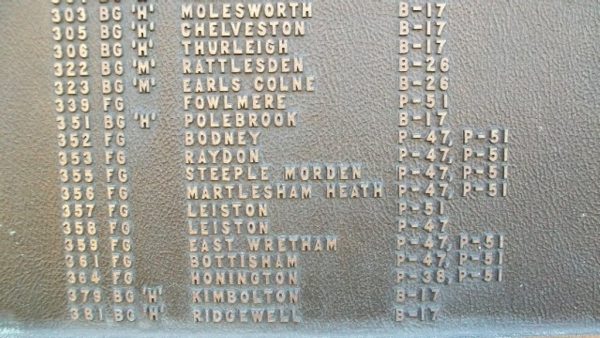 303 BG 'H' MOLESWORTH B-17
305 BG 'H' CHELVESTON B-17
306 BG 'H' THURLEIGH B-17
322 BG 'M' RATTLESDEN B-26
323 BG 'M' EARLS COLNE B-26
339 FG FOWLMERE P-51
351 BG 'H' POLEBROOK B-17
352 FG BODNEY P-47, P-51
353 FG RAYDON P-47, P-51
355 FG STEEPLE MORDEN P-47, P-51
356 FG MARTLESHAM HEATH P-47, P-51
357 FG LEISTON P-51
358 FG LEISTON P-47
359 FG EAST WRETHAM P-47, P-51
361 FG BOTTISHAM P-47, P-51
364 FG HONINGTON P-38, P-51
379 BG 'H' KIMBOLTON B-17
381 BG 'H' RIDGEWELL B-17